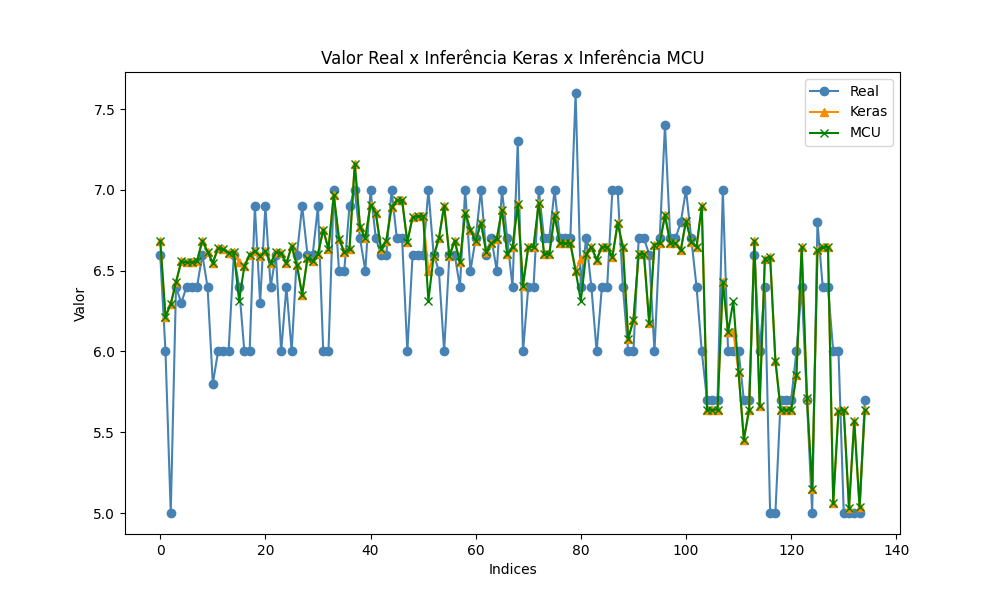 Valor Real x Inferência Keras x Inferência MCU
Real
Keras
MCU
Valor
7.5
7.0
6.5
6.0
5.5
5.0
0 20 40 60 80 100 120 140
Indices